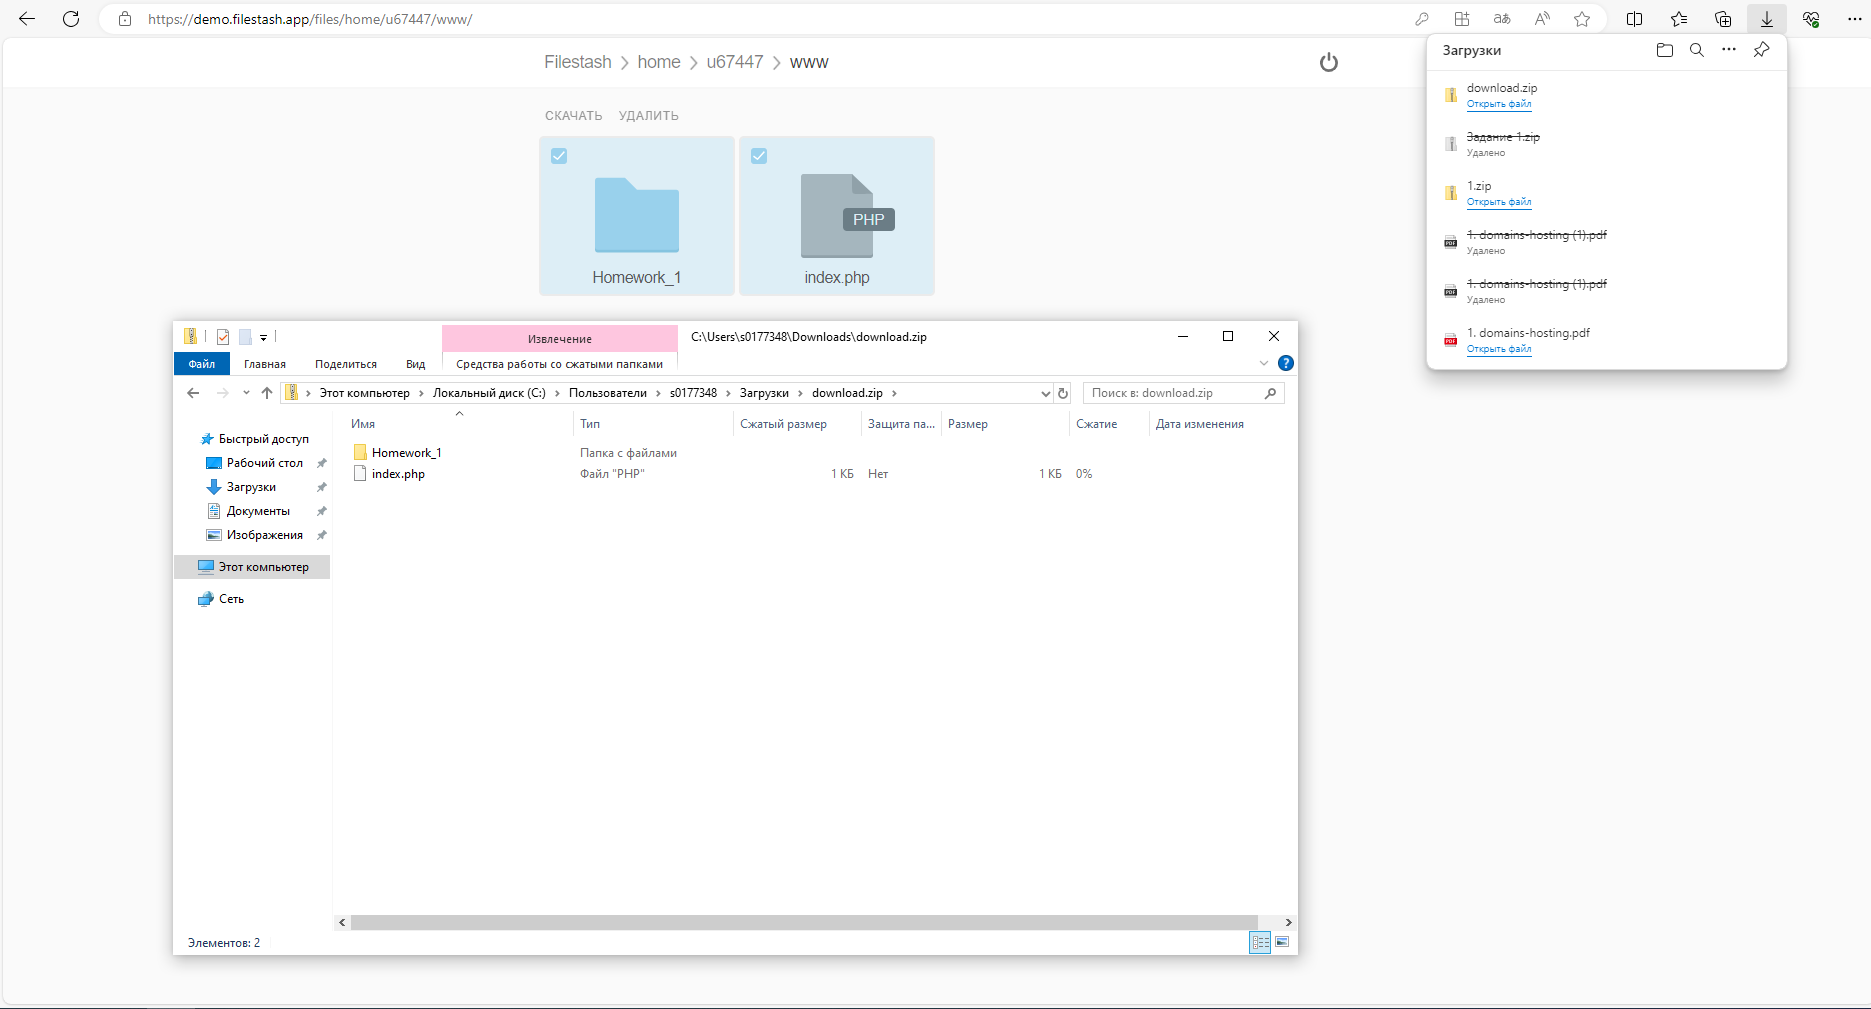 https://demo.filestash.app/files/home/u67447/www/
Filestash home u67447 www
СКАЧАТЬ УДАЛИТЬ
PHP
Homework_1 index.php
Загрузки
download.zip
Открыть файл
Задание 1.zip
Удалено
1.zip
Открыть файл
1. domains-hosting (1).pdf
Удалено
1. domains-hosting (1).pdf
Удалено
1. domains-hosting.pdf
Открыть файл
Извлечение C:\Users\s0177348\Downloads\download.zip
Файл Главная Поделиться Вид Средства работы со сжатыми папками
Этот компьютер Локальный диск (C:) Пользователи s0177348 Загрузки download.zip Поиск в: download.zip
Имя Тип Сжатый размер Защита па... Размер Сжатие Дата изменения
Homework_1 Папка с файлами
index.php Файл "PHP" 1 КБ Нет 1 КБ 0%
Быстрый доступ
Рабочий стол
Загрузки
Документы
Изображения
Этот компьютер
Сеть
Элементов: 2